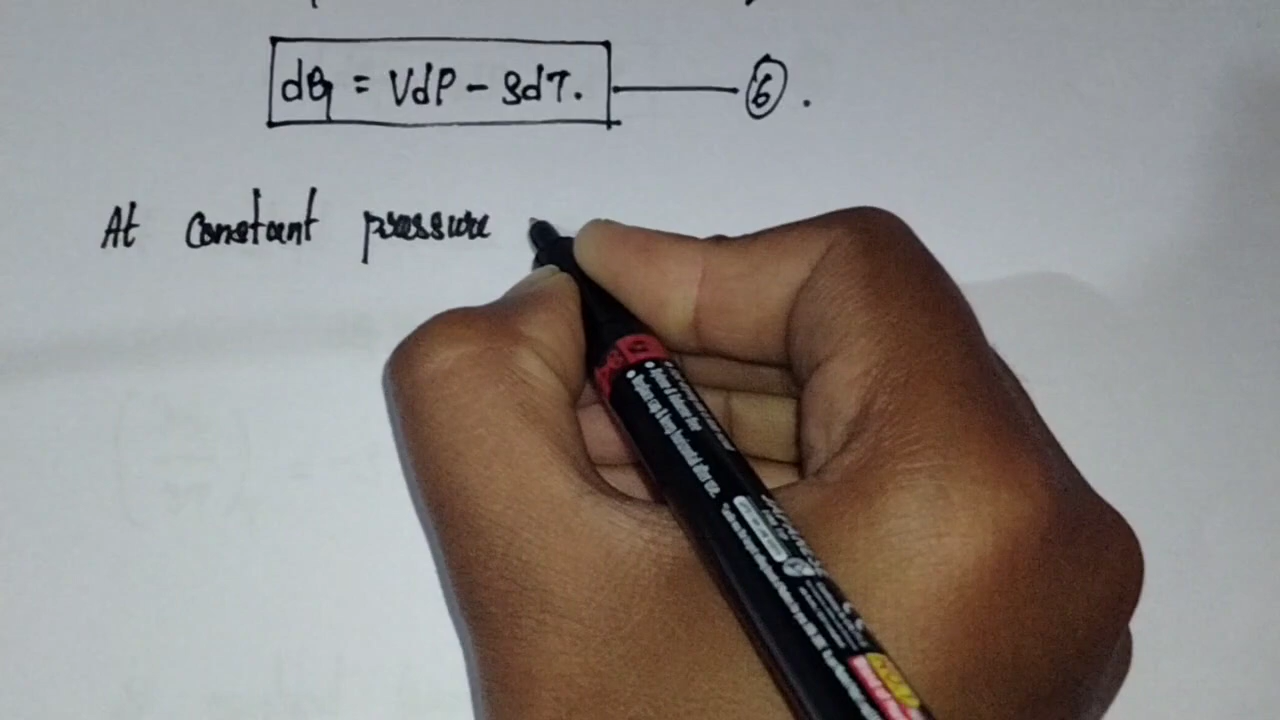 dG = VdP - SdT. ⑥ .
At constant pressure